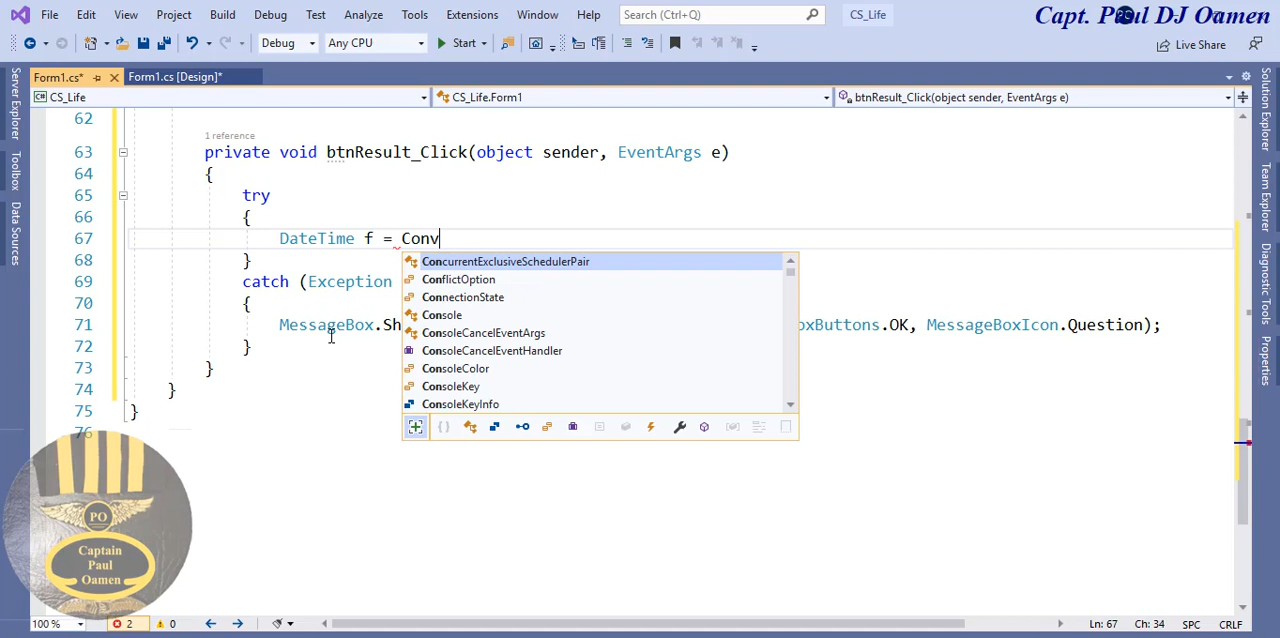 File Edit View Project Build Debug Test Analyze Tools Extensions Window Help Search (Ctrl+Q) CS_Life
Capt. Paul DJ Oamen
Debug Any CPU Start Live Share
Form1.cs* Form1.cs [Design]*
CS_Life CS_Life.Form1 btnResult_Click(object sender, EventArgs e)
62
1 reference
63 private void btnResult_Click(object sender, EventArgs e)
64 {
65 try
66 {
67 DateTime f = Conv
68 }
69 catch (Exception
70 {
71 MessageBox.Sh oxButtons.OK, MessageBoxIcon.Question);
72 }
73 }
74 }
75 }
76
ConcurrentExclusiveSchedulerPair
ConflictOption
ConnectionState
Console
ConsoleCancelEventArgs
ConsoleCancelEventHandler
ConsoleColor
ConsoleKey
ConsoleKeyInfo
Server Explorer
Toolbox
Data Sources
Solution Explorer
Team Explorer
Diagnostic Tools
Properties
PO
Captain
Paul
Oamen
100 % 2 0 Ln: 67 Ch: 34 SPC CRLF